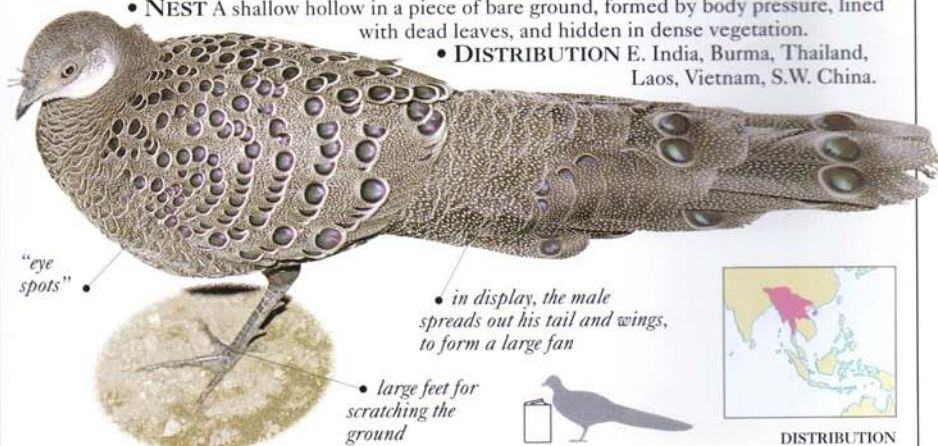 • NEST A shallow hollow in a piece of bare ground, formed by body pressure, lined
with dead leaves, and hidden in dense vegetation.
• DISTRIBUTION E. India, Burma, Thailand,
Laos, Vietnam, S.W. China.
"eye
spots" •
• in display, the male
spreads out his tail and wings,
to form a large fan
• large feet for
scratching the
ground
DISTRIBUTION